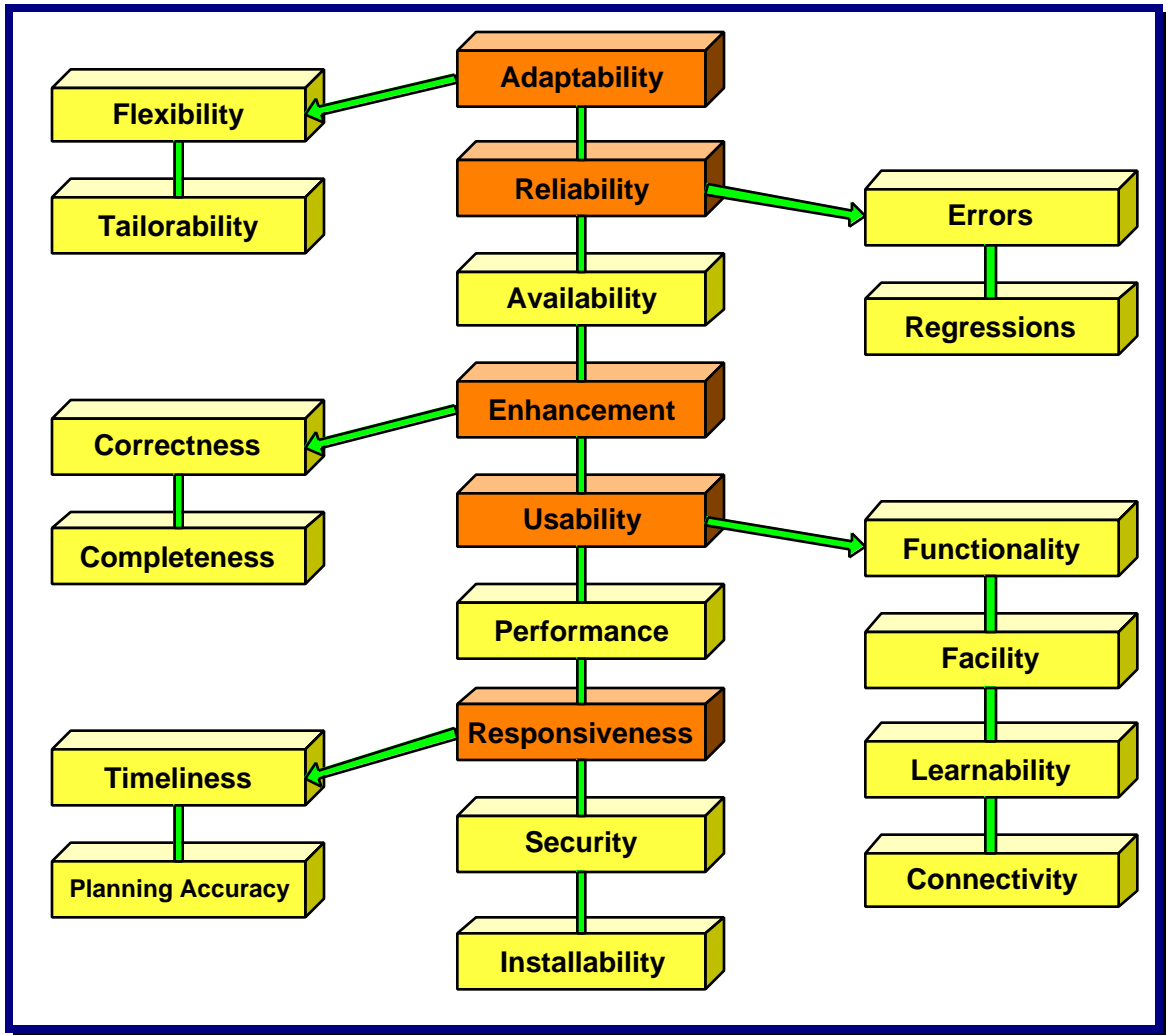 Adaptability
Flexibility
Reliability
Tailorability
Errors
Availability
Regressions
Enhancement
Correctness
Usability
Functionality
Completeness
Performance
Facility
Responsiveness
Timeliness
Learnability
Security
Planning Accuracy
Connectivity
Installability